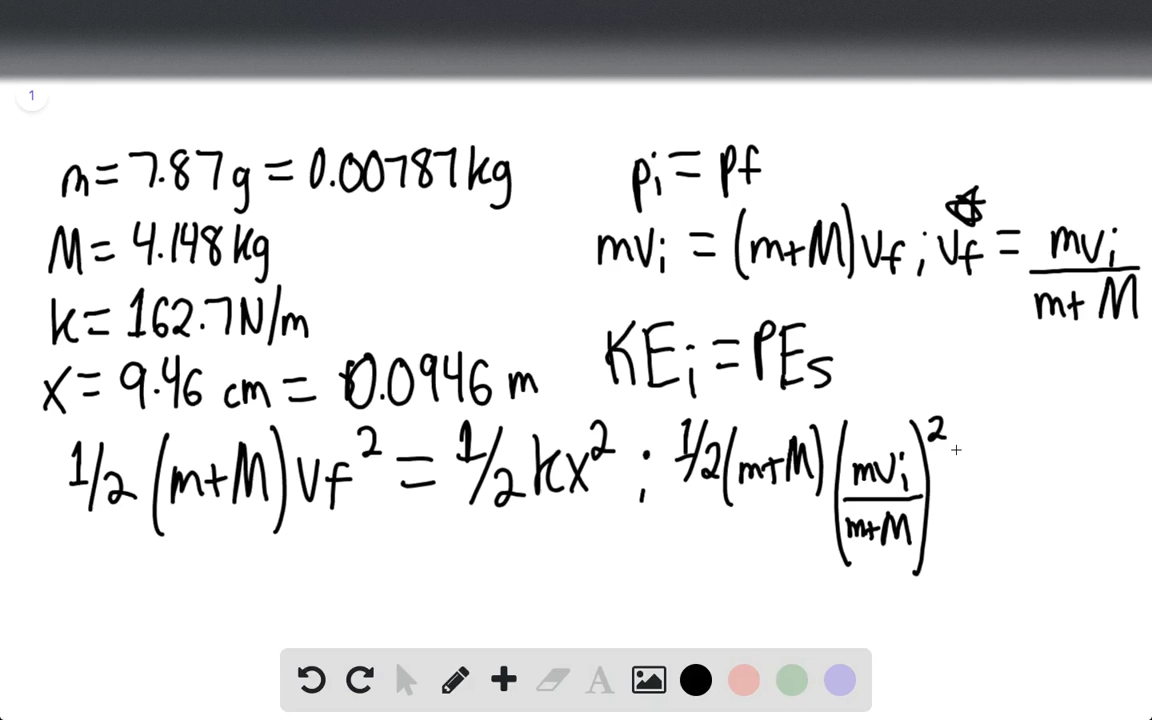 1
m = 7.87 g = 0.00787 kg
M = 4.148 kg
k = 162.7 N/m
x = 9.46 cm = 0.0946 m
pi = pf
mvi = (m+M)vf ; vf = mvi/(m+M)
KEi = PEs
1/2 (m+M) vf² = 1/2 kx² ; 1/2 (m+M) (mvi/(m+M))²
A